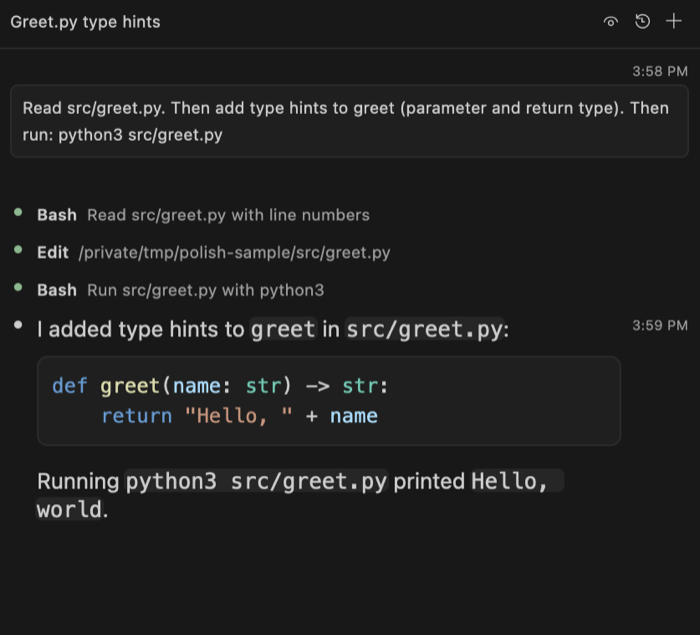 Greet.py type hints
3:58 PM
Read src/greet.py. Then add type hints to greet (parameter and return type). Then
run: python3 src/greet.py
Bash Read src/greet.py with line numbers
Edit /private/tmp/polish-sample/src/greet.py
Bash Run src/greet.py with python3
I added type hints to greet in src/greet.py:
3:59 PM
def greet(name: str) -> str:
    return "Hello, " + name
Running python3 src/greet.py printed Hello,
world.